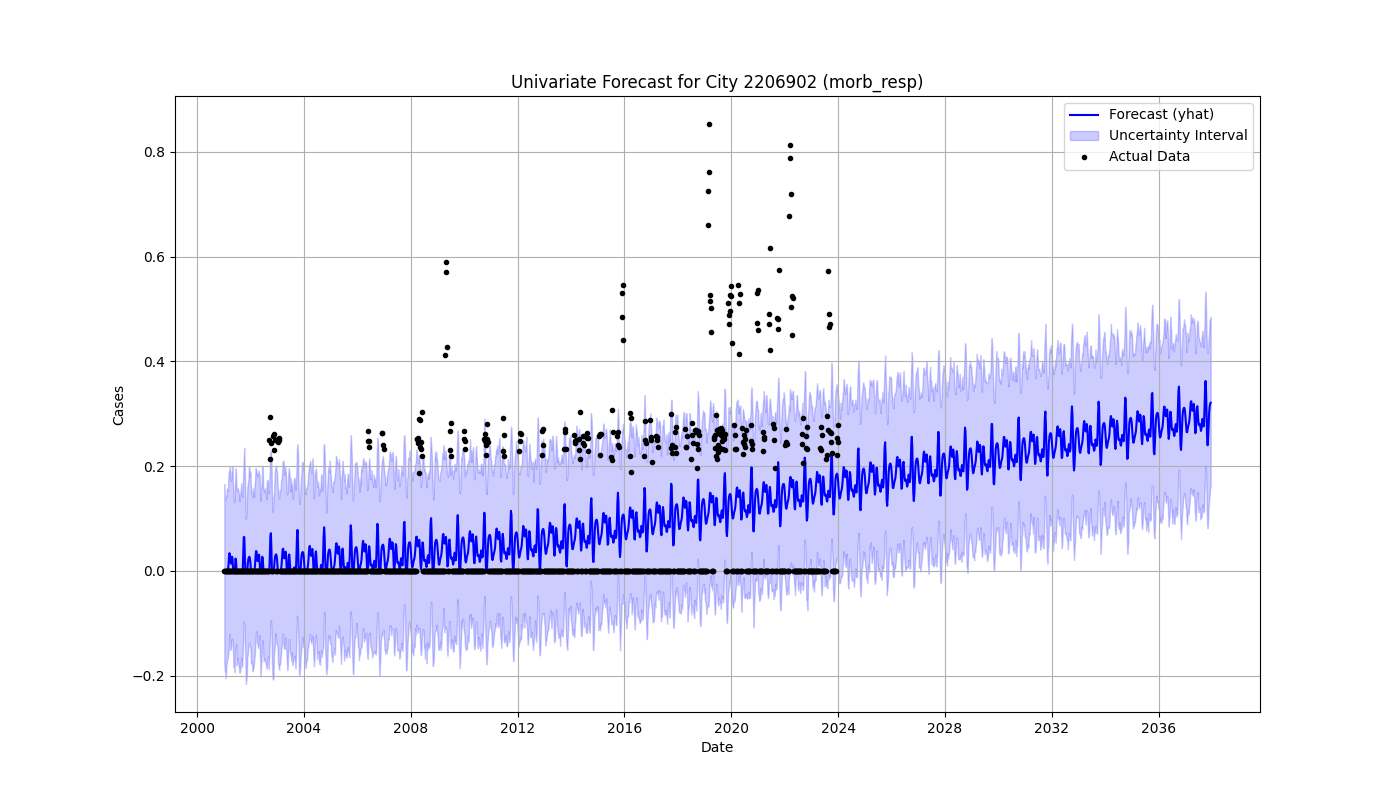 Univariate Forecast for City 2206902 (morb_resp)
Forecast (yhat)
Uncertainty Interval
Actual Data
0.8
0.6
0.4
0.2
0.0
−0.2
Cases
2000 2004 2008 2012 2016 2020 2024 2028 2032 2036
Date